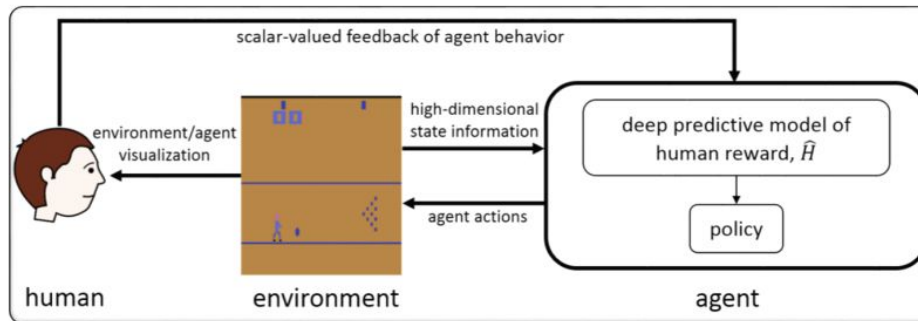 scalar-valued feedback of agent behavior
environment/agent
visualization
high-dimensional
state information
agent actions
deep predictive model of
human reward, Ĥ
policy
human
environment
agent